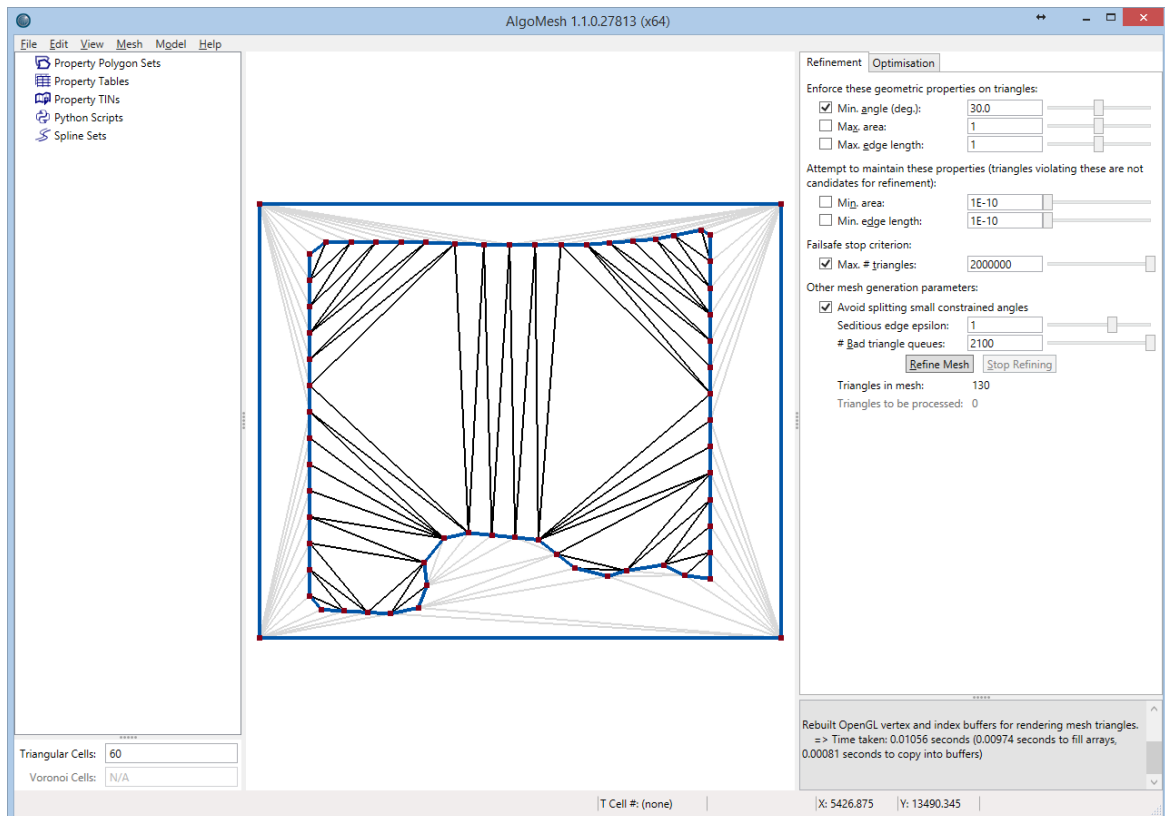 AlgoMesh 1.1.0.27813 (x64)
File Edit View Mesh Model Help
Property Polygon Sets
Property Tables
Property TINs
Python Scripts
Spline Sets
Triangular Cells: 60
Voronoi Cells: N/A
Refinement Optimisation
Enforce these geometric properties on triangles:
Min. angle (deg.): 30.0
Max. area: 1
Max. edge length: 1
Attempt to maintain these properties (triangles violating these are not
candidates for refinement):
Min. area: 1E-10
Min. edge length: 1E-10
Failsafe stop criterion:
Max. # triangles: 2000000
Other mesh generation parameters:
Avoid splitting small constrained angles
Seditious edge epsilon: 1
# Bad triangle queues: 2100
Refine Mesh Stop Refining
Triangles in mesh: 130
Triangles to be processed: 0
Rebuilt OpenGL vertex and index buffers for rendering mesh triangles.
=> Time taken: 0.01056 seconds (0.00974 seconds to fill arrays,
0.00081 seconds to copy into buffers)
T Cell #: (none) X: 5426.875 Y: 13490.345